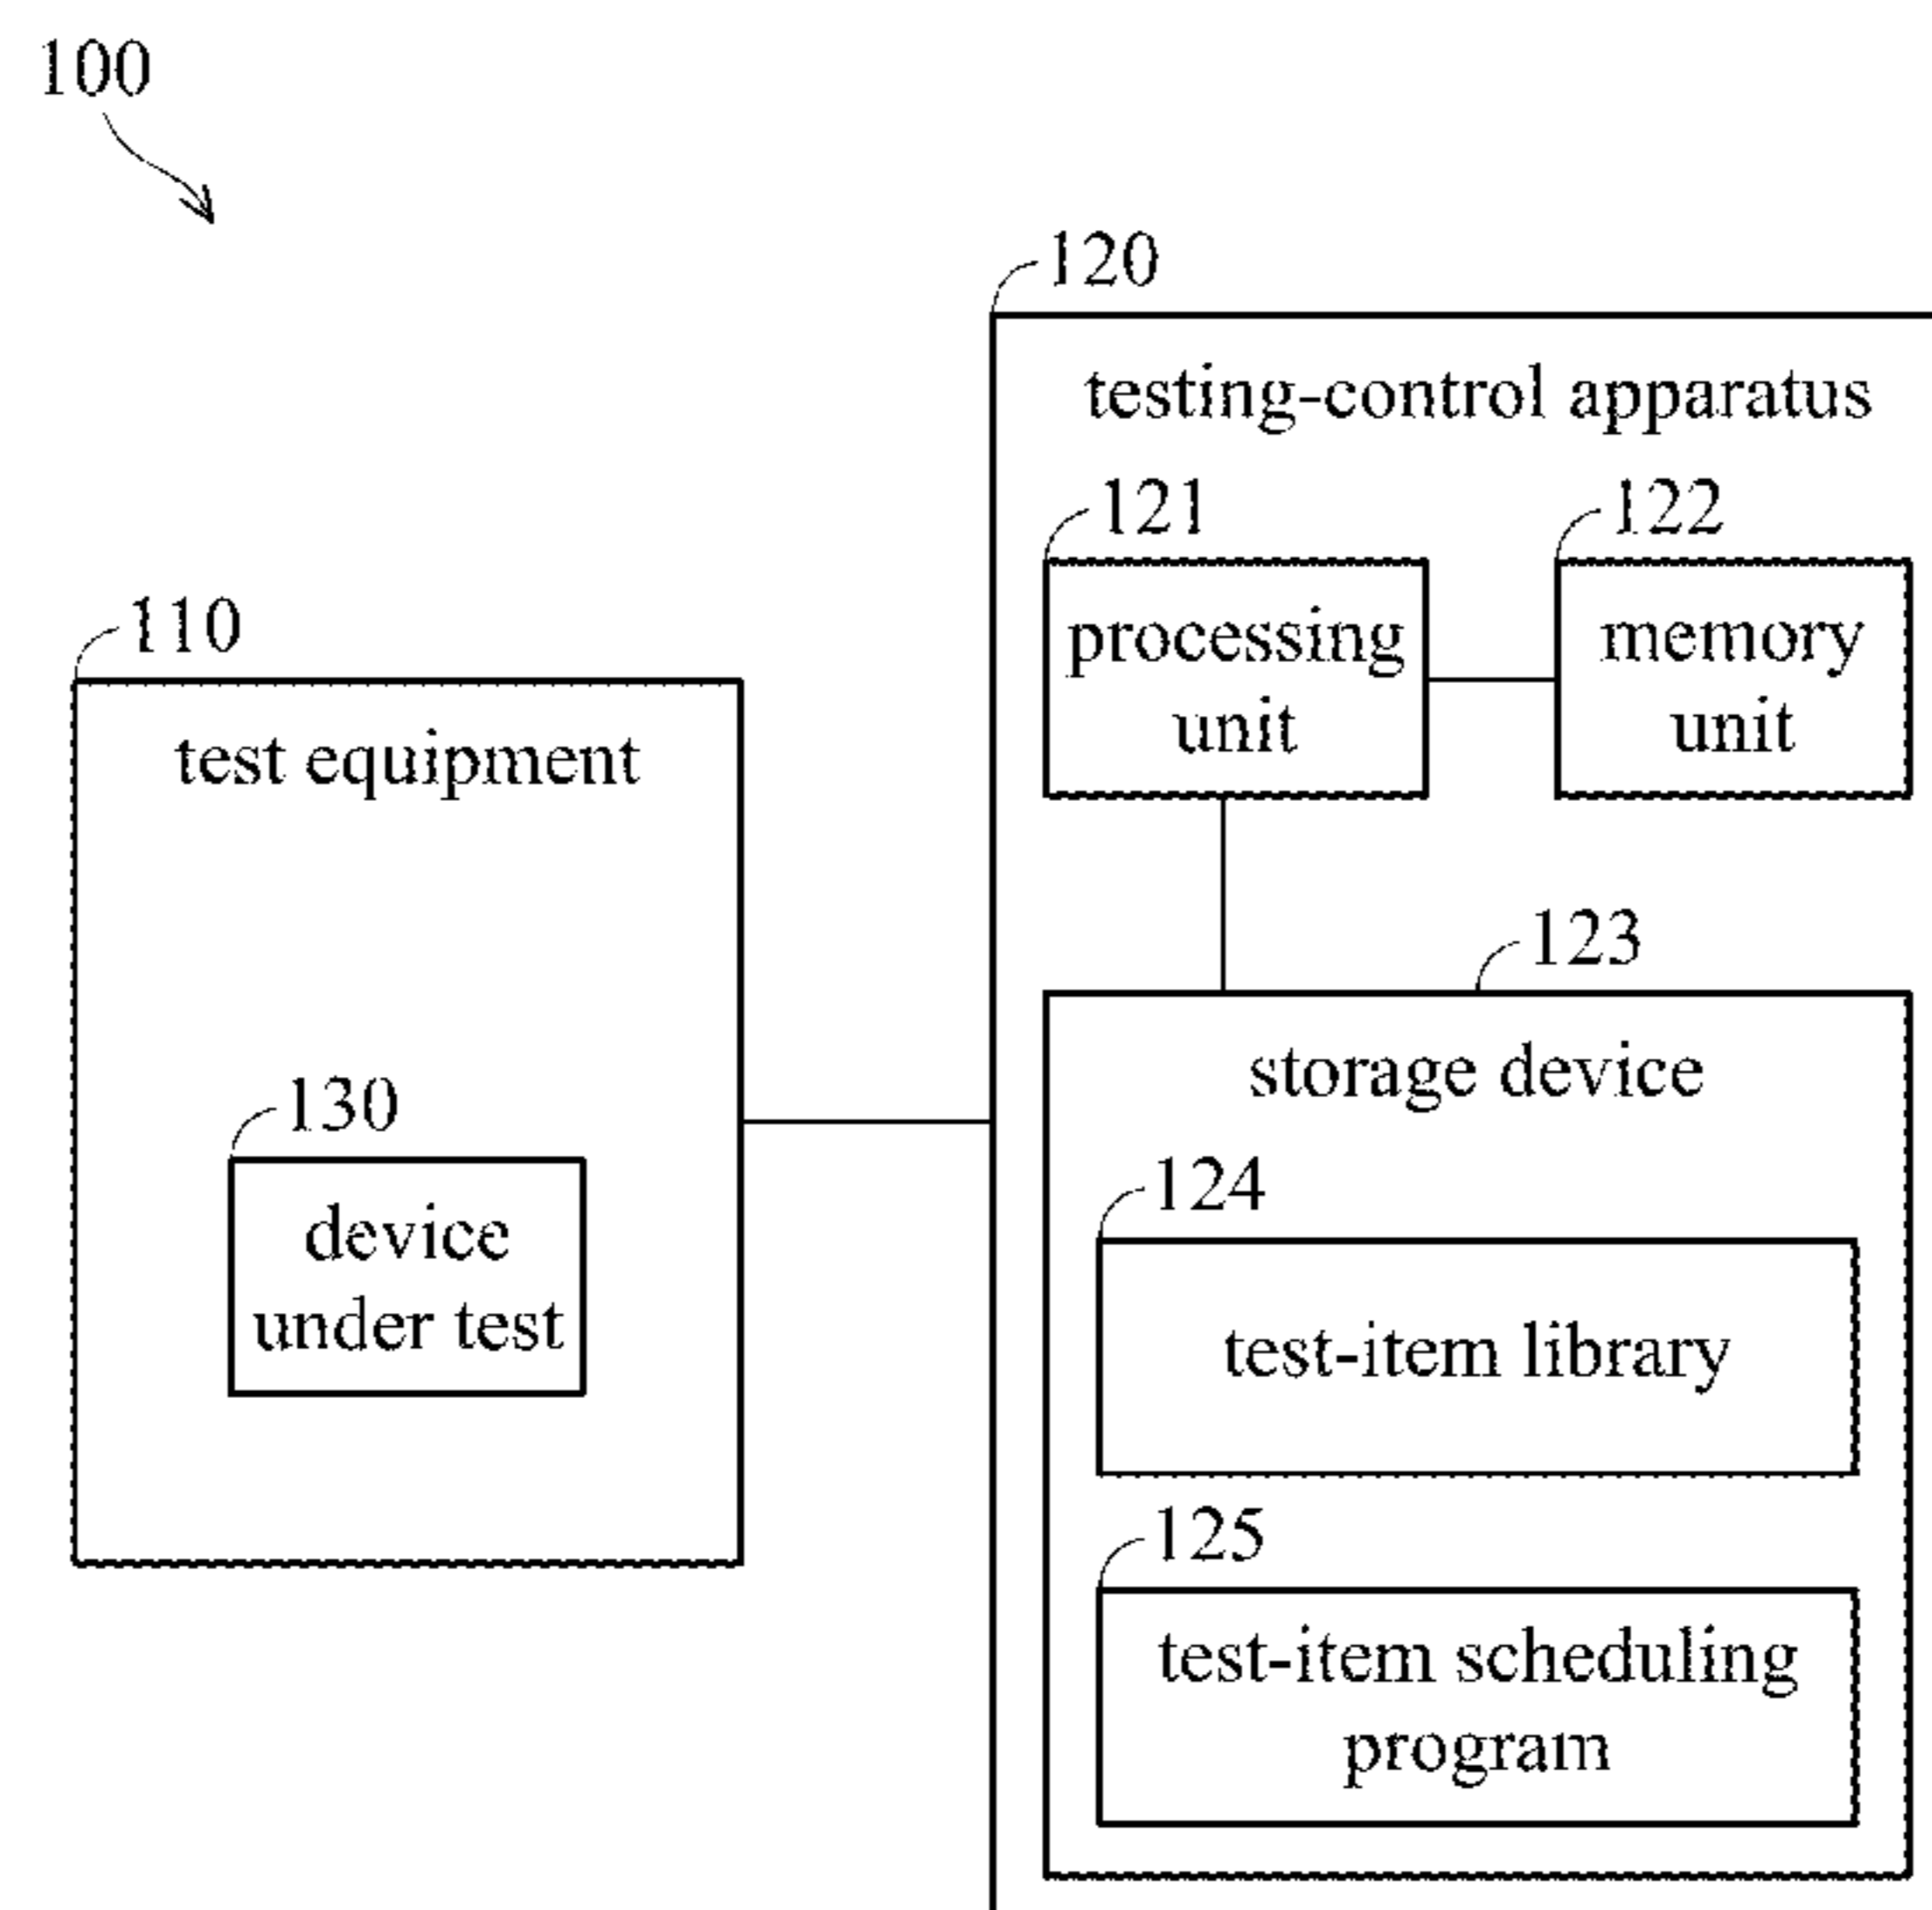 100
120
testing-control apparatus
121
122
processing
unit
memory
unit
110
test equipment
123
storage device
130
device
under test
124
test-item library
125
test-item scheduling
program